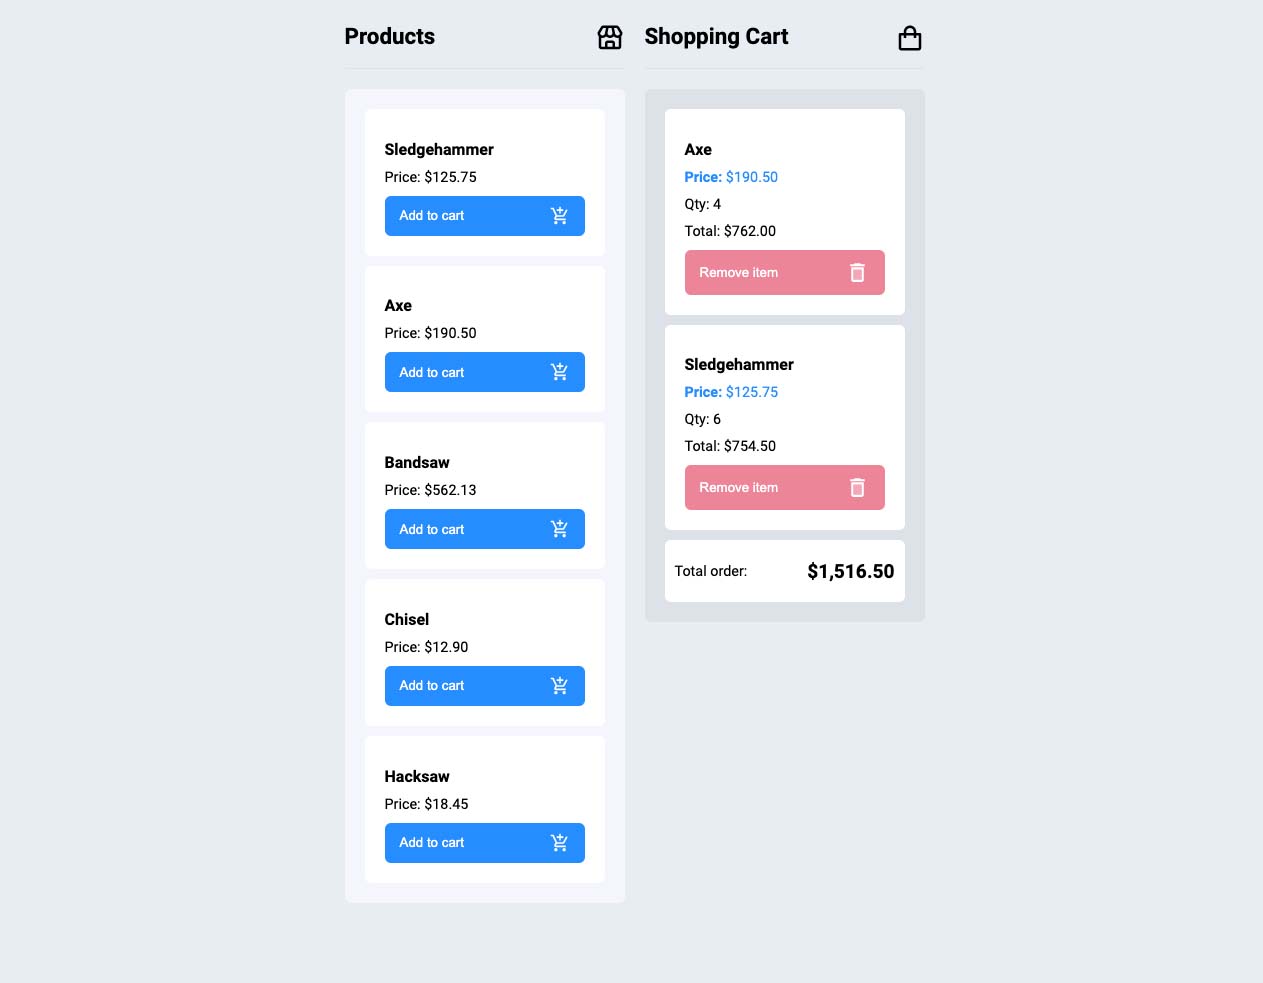 Products
Sledgehammer
Price: $125.75
Add to cart
Axe
Price: $190.50
Add to cart
Bandsaw
Price: $562.13
Add to cart
Chisel
Price: $12.90
Add to cart
Hacksaw
Price: $18.45
Add to cart
Shopping Cart
Axe
Price: $190.50
Qty: 4
Total: $762.00
Remove item
Sledgehammer
Price: $125.75
Qty: 6
Total: $754.50
Remove item
Total order: $1,516.50